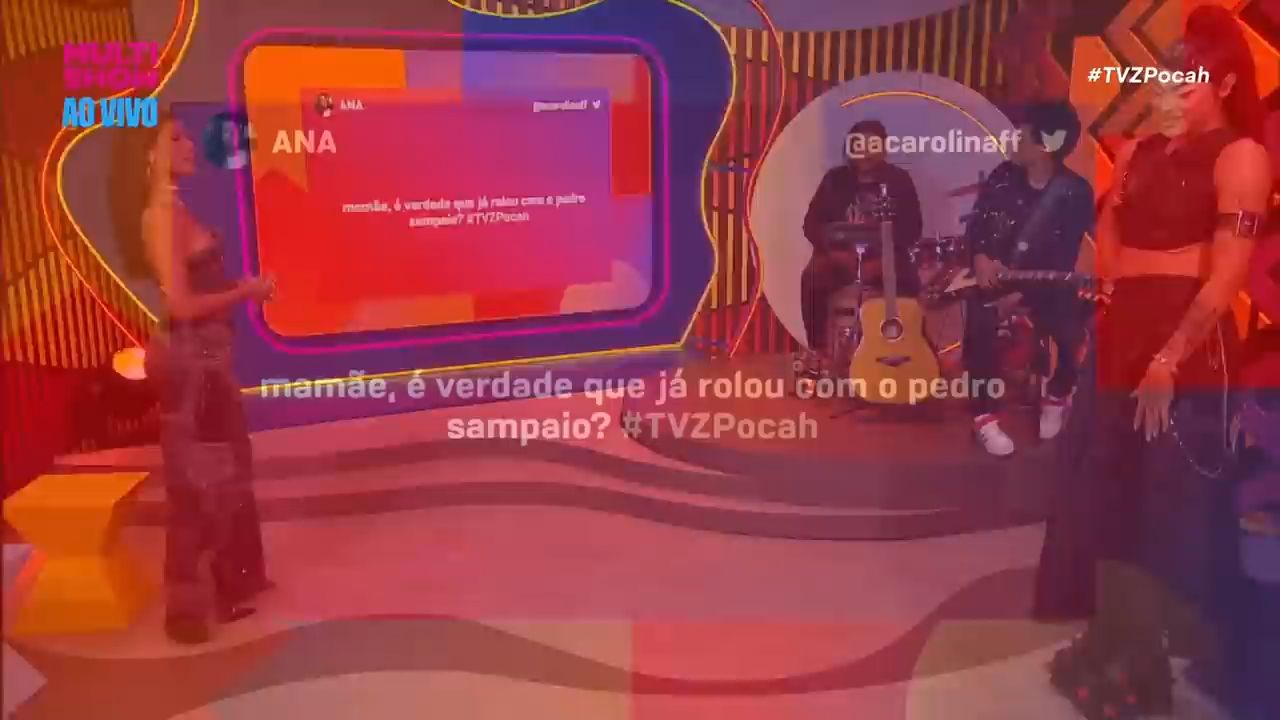 MULTI
SHOW
AO VIVO
#TVZPocah
ANA
@acarolinaff
mamãe, é verdade que já rolou com o pedro
sampaio? #TVZPocah
ANA
@acarolinaff
mamãe, é verdade que já rolou com o pedro
sampaio? #TVZPocah